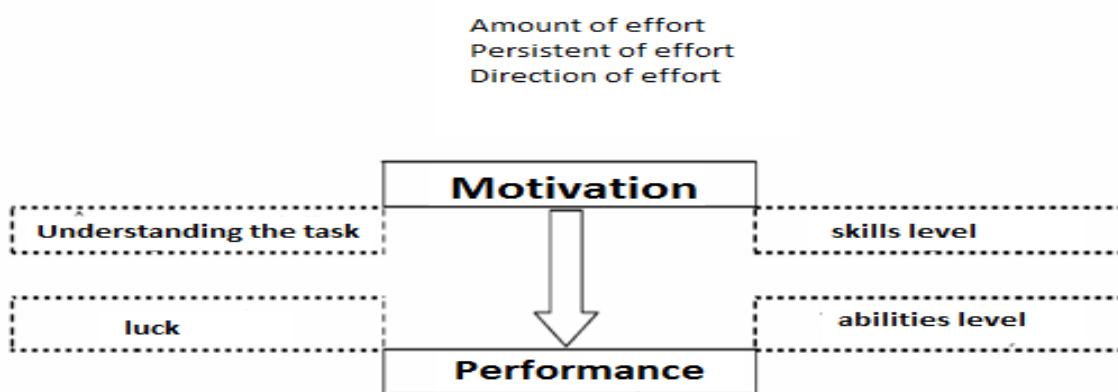 Amount of effort
Persistent of effort
Direction of effort
Motivation
Understanding the task
skills level
luck
abilities level
Performance